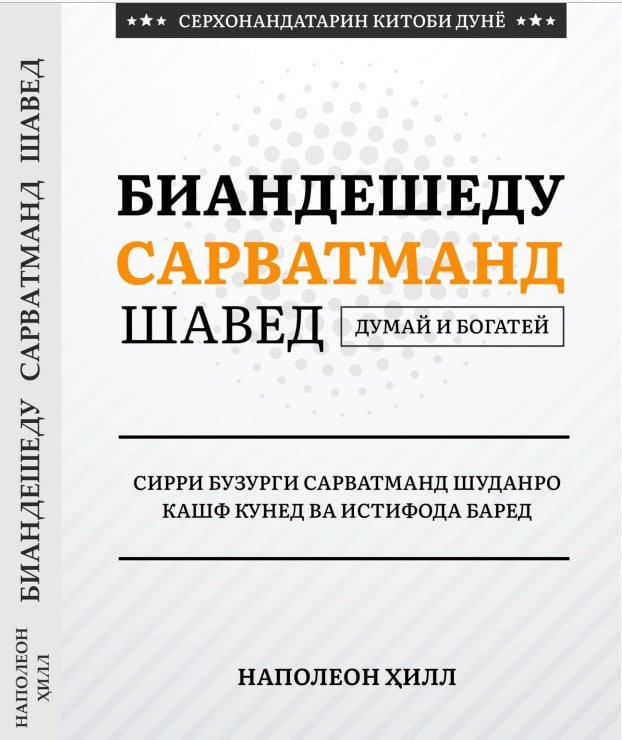 ★★★ СЕРХОНАНДАТАРИН КИТОБИ ДУНЁ ★★★
БИАНДЕШЕДУ
САРВАТМАНД
ШАВЕД
ДУМАЙ И БОГАТЕЙ
СИРРИ БУЗУРГИ САРВАТМАНД ШУДАНРО
КАШФ КУНЕД ВА ИСТИФОДА БАРЕД
НАПОЛЕОН ҲИЛЛ
НАПОЛЕОН
ҲИЛЛ
БИАНДЕШЕДУ САРВАТМАНД ШАВЕД